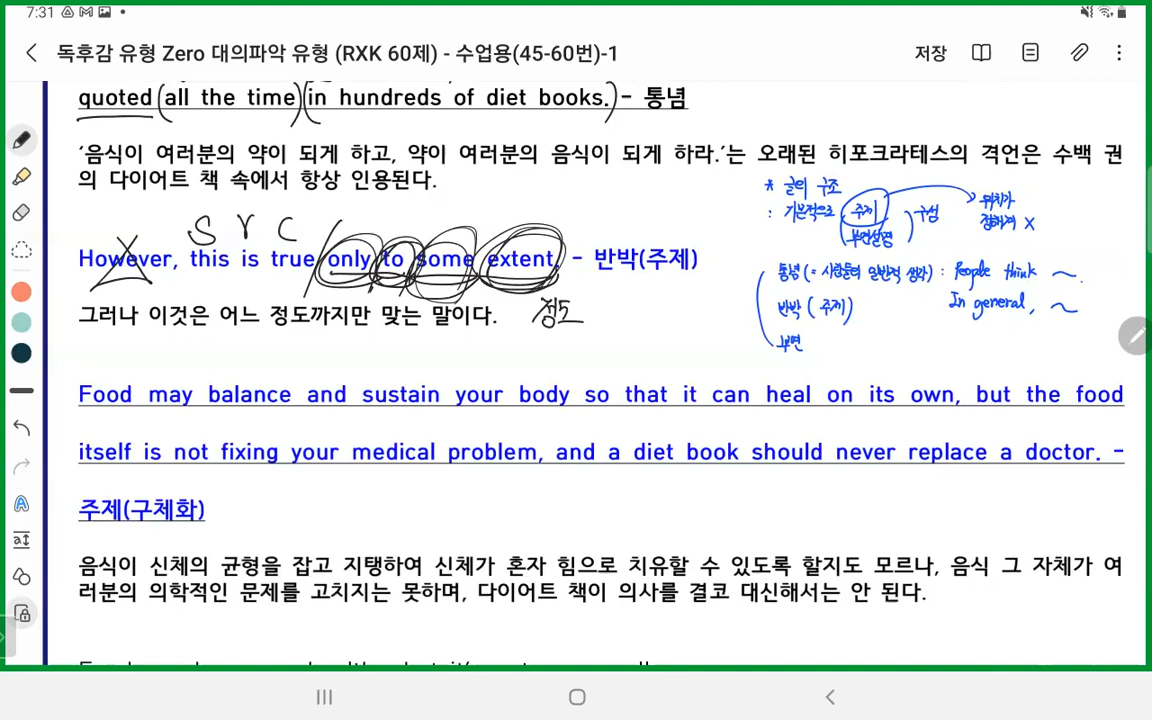 7:31
독후감 유형 Zero 대의파악 유형 (RXK 60제) - 수업용(45-60번)-1
저장
quoted (all the time) (in hundreds of diet books.) - 통념
'음식이 여러분의 약이 되게 하고, 약이 여러분의 음식이 되게 하라.'는 오래된 히포크라테스의 격언은 수백 권
의 다이어트 책 속에서 항상 인용된다.
* 글의 구조
: 기본적으로 주제 구성
부연설명
위치가
정해져 X
S V C
However, this is true only to some extent, - 반박(주제)
통념 (= 사람들의 일반적 생각) : People think ~
In general, ~
반박 (주제)
부연
그러나 이것은 어느 정도까지만 맞는 말이다.
정도
Food may balance and sustain your body so that it can heal on its own, but the food
itself is not fixing your medical problem, and a diet book should never replace a doctor. -
주제(구체화)
음식이 신체의 균형을 잡고 지탱하여 신체가 혼자 힘으로 치유할 수 있도록 할지도 모르나, 음식 그 자체가 여
러분의 의학적인 문제를 고치지는 못하며, 다이어트 책이 의사를 결코 대신해서는 안 된다.